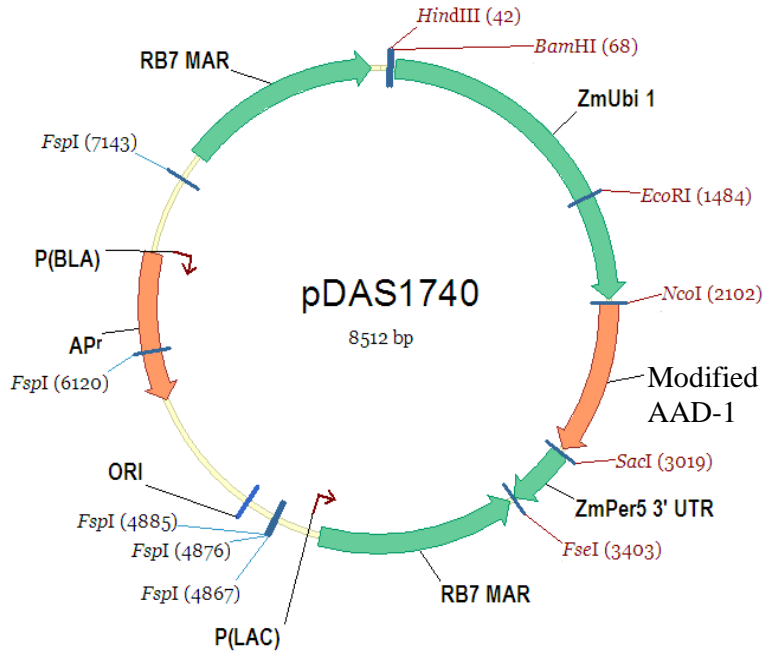 HindIII (42)
BamHI (68)
RB7 MAR
ZmUbi 1
FspI (7143)
EcoRI (1484)
P(BLA)
pDAS1740
NcoI (2102)
8512 bp
APr
FspI (6120)
Modified
AAD-1
SacI (3019)
ORI
ZmPer5 3' UTR
FspI (4885)
FseI (3403)
FspI (4876)
FspI (4867)
RB7 MAR
P(LAC)